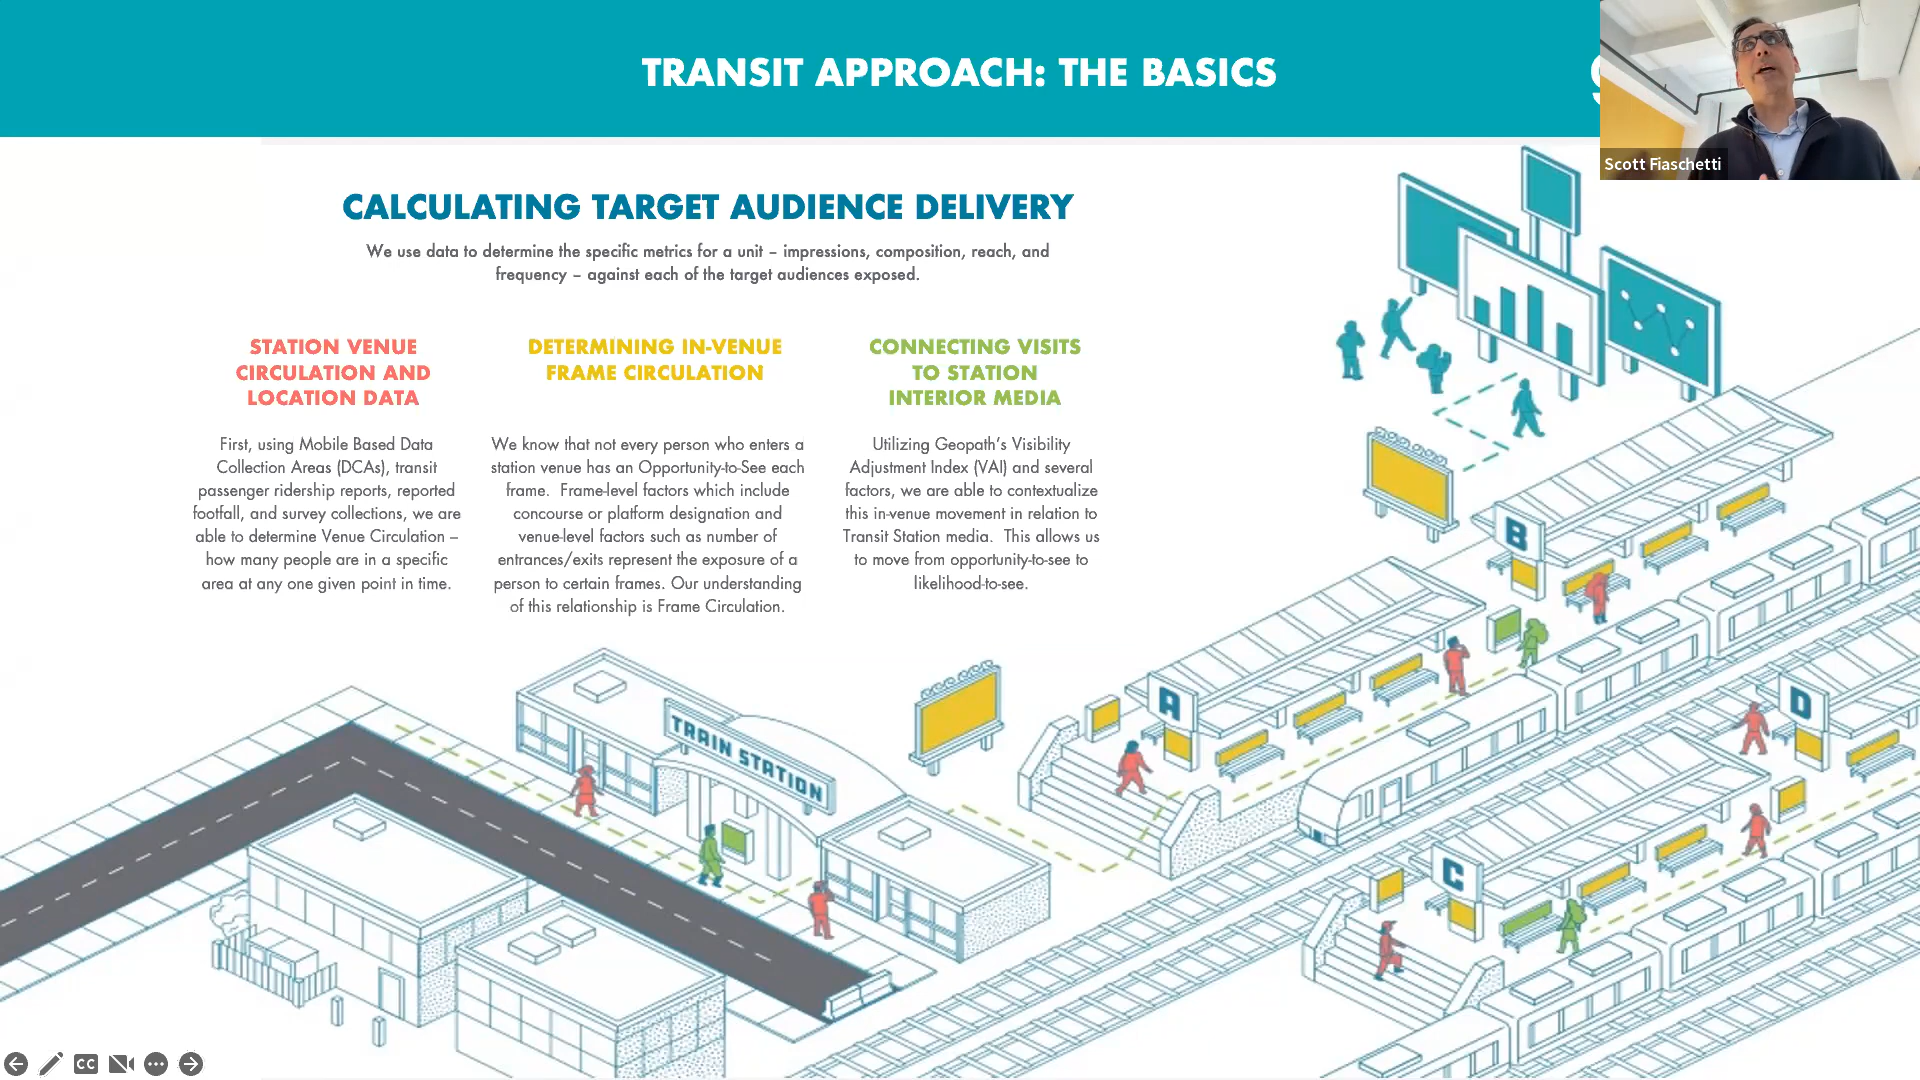 TRANSIT APPROACH: THE BASICS
Scott Fiaschetti
CALCULATING TARGET AUDIENCE DELIVERY
We use data to determine the specific metrics for a unit – impressions, composition, reach, and
frequency – against each of the target audiences exposed.
STATION VENUE
CIRCULATION AND
LOCATION DATA
First, using Mobile Based Data
Collection Areas (DCAs), transit
passenger ridership reports, reported
footfall, and survey collections, we are
able to determine Venue Circulation –
how many people are in a specific
area at any one given point in time.
DETERMINING IN-VENUE
FRAME CIRCULATION
We know that not every person who enters a
station venue has an Opportunity-to-See each
frame.  Frame-level factors which include
concourse or platform designation and
venue-level factors such as number of
entrances/exits represent the exposure of a
person to certain frames. Our understanding
of this relationship is Frame Circulation.
CONNECTING VISITS
TO STATION
INTERIOR MEDIA
Utilizing Geopath’s Visibility
Adjustment Index (VAI) and several
factors, we are able to contextualize
this in-venue movement in relation to
Transit Station media.  This allows us
to move from opportunity-to-see to
likelihood-to-see.
B
A
D
TRAIN STATION
C
CC